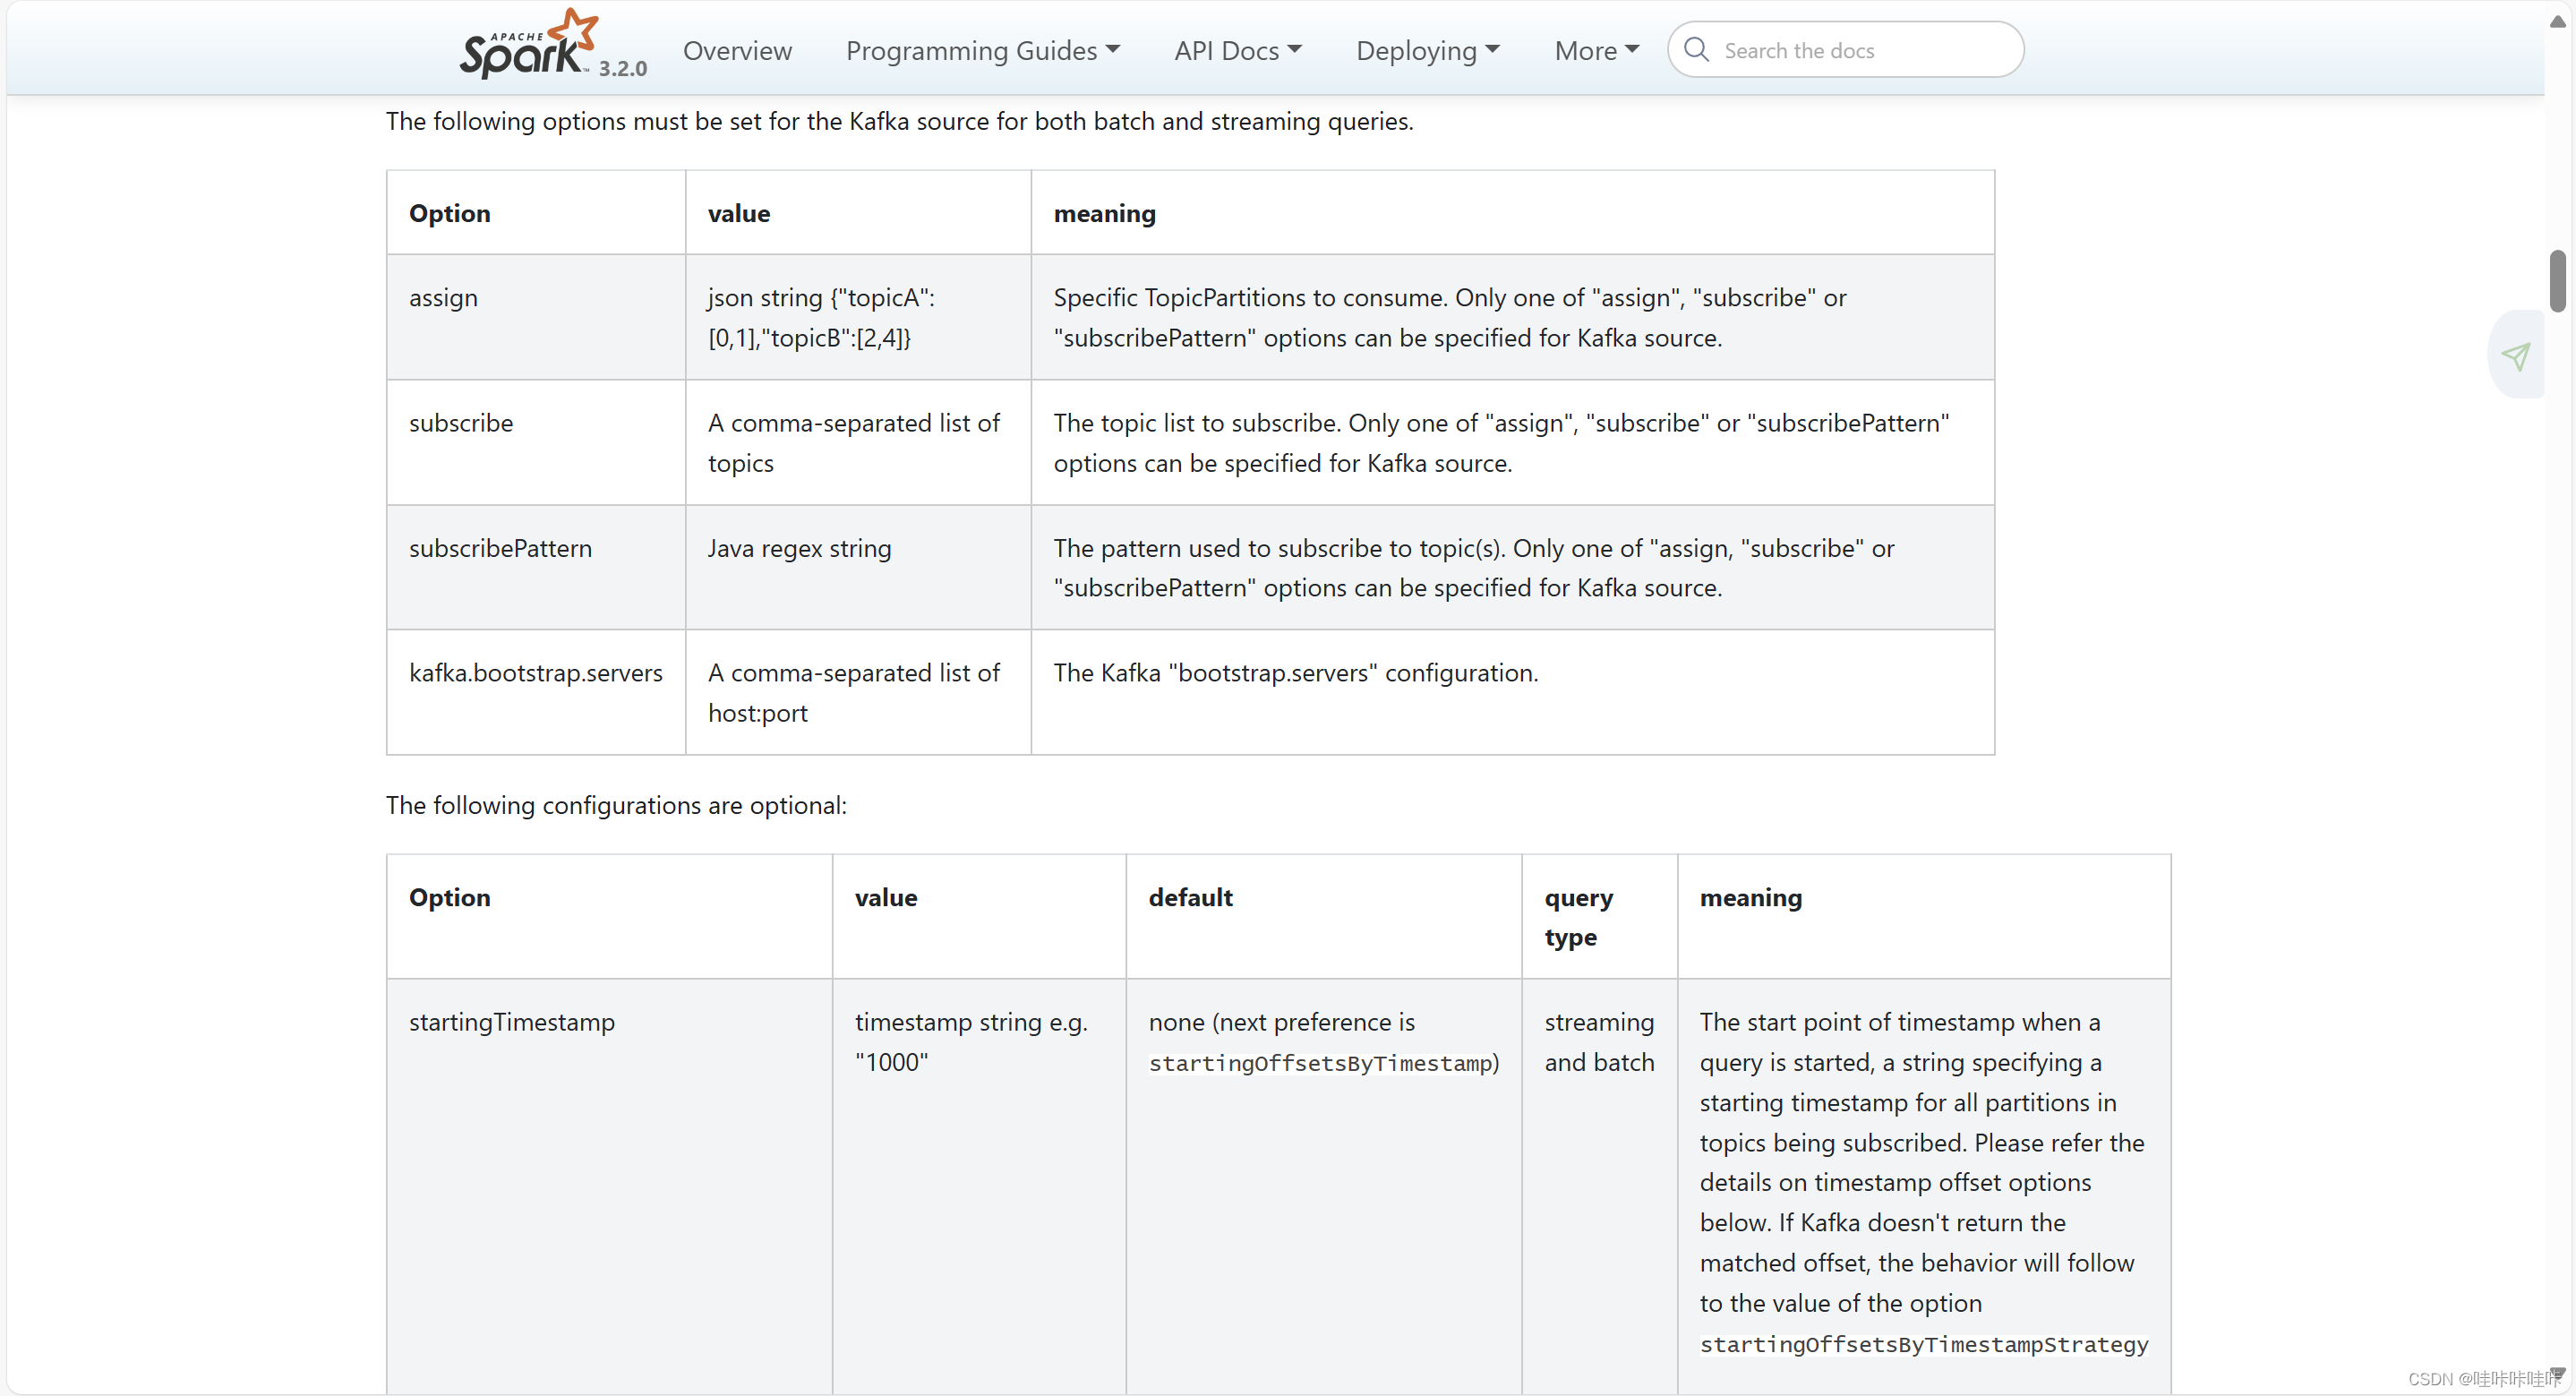 APACHE
Spark™ 3.2.0 Overview Programming Guides API Docs Deploying More Search the docs
The following options must be set for the Kafka source for both batch and streaming queries.
Option value meaning
assign json string {"topicA": Specific TopicPartitions to consume. Only one of "assign", "subscribe" or
[0,1],"topicB":[2,4]} "subscribePattern" options can be specified for Kafka source.
subscribe A comma-separated list of The topic list to subscribe. Only one of "assign", "subscribe" or "subscribePattern"
topics options can be specified for Kafka source.
subscribePattern Java regex string The pattern used to subscribe to topic(s). Only one of "assign, "subscribe" or
"subscribePattern" options can be specified for Kafka source.
kafka.bootstrap.servers A comma-separated list of The Kafka "bootstrap.servers" configuration.
host:port
The following configurations are optional:
Option value default query meaning
type
startingTimestamp timestamp string e.g. none (next preference is streaming The start point of timestamp when a
"1000" startingOffsetsByTimestamp) and batch query is started, a string specifying a
starting timestamp for all partitions in
topics being subscribed. Please refer the
details on timestamp offset options
below. If Kafka doesn't return the
matched offset, the behavior will follow
to the value of the option
startingOffsetsByTimestampStrategy
CSDN @哇咔咔哇咔